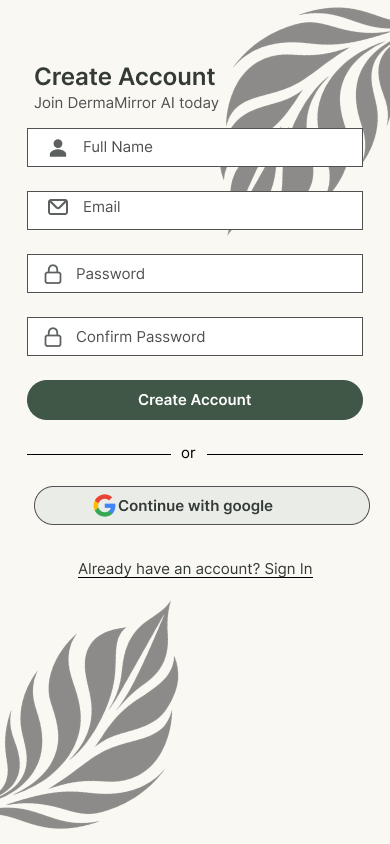 Create Account
Join DermaMirror AI today
Full Name
Email
Password
Confirm Password
Create Account
or
Continue with google
Already have an account? Sign In